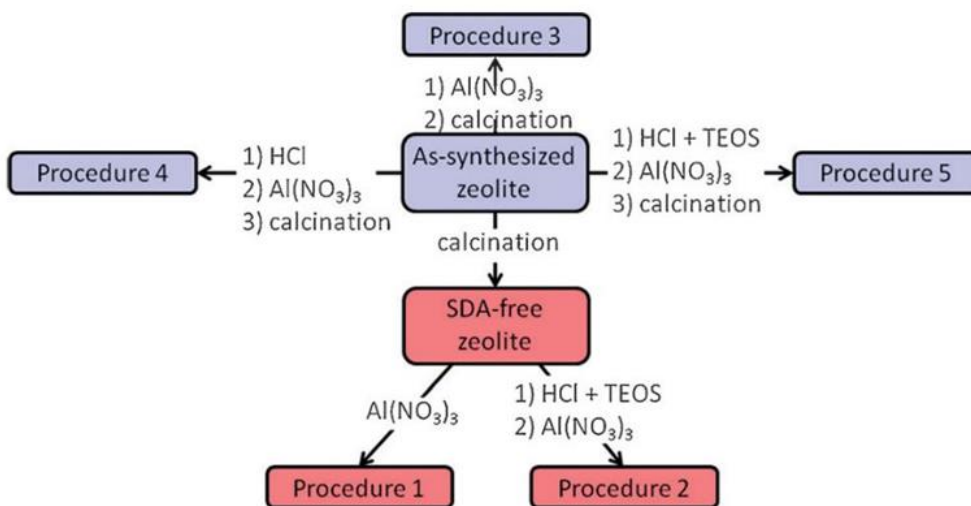 Procedure 3
1) Al(NO₃)₃
2) calcination
Procedure 4
1) HCl
2) Al(NO₃)₃
3) calcination
As-synthesized
zeolite
1) HCl + TEOS
2) Al(NO₃)₃
3) calcination
Procedure 5
calcination
SDA-free
zeolite
Al(NO₃)₃
1) HCl + TEOS
2) Al(NO₃)₃
Procedure 1
Procedure 2